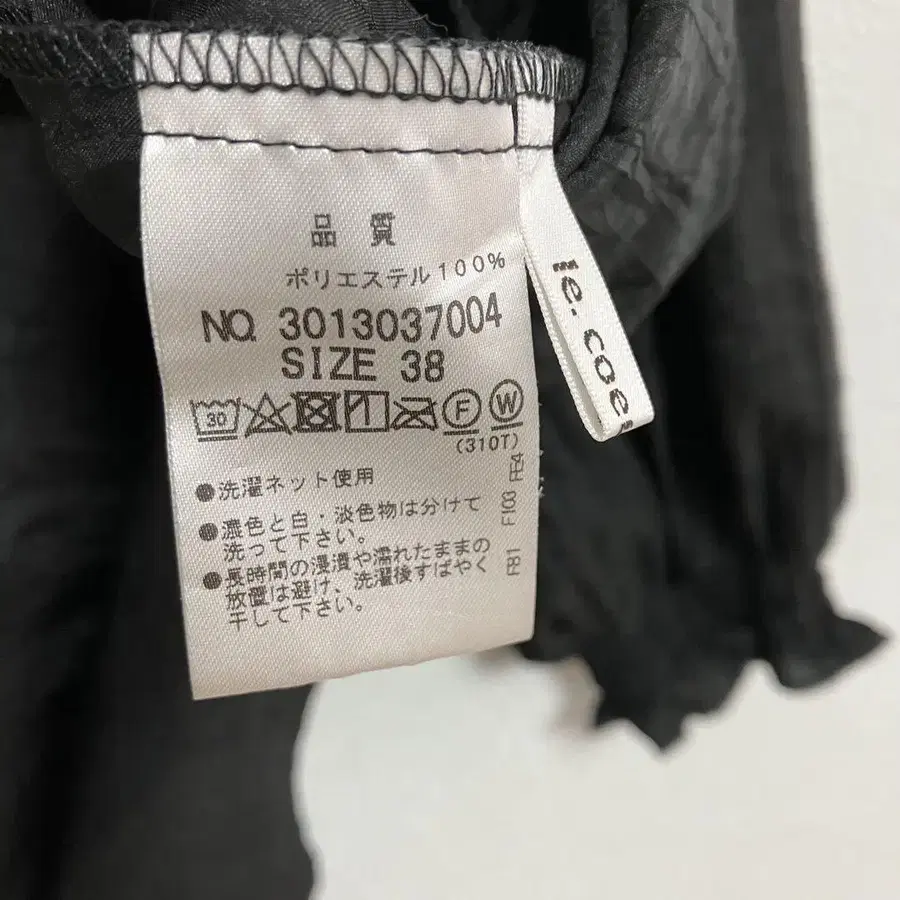 品 質
ポリエステル100%
NO. 3013037004
SIZE 38
30 F W
(310T)
●洗濯ネット使用
●濃色と白・淡色物は分けて
洗って下さい。
●長時間の浸漬や濡れたままの
放置は避け、洗濯後すばやく
干して下さい。
FB1 F103 FE4
ie.coe